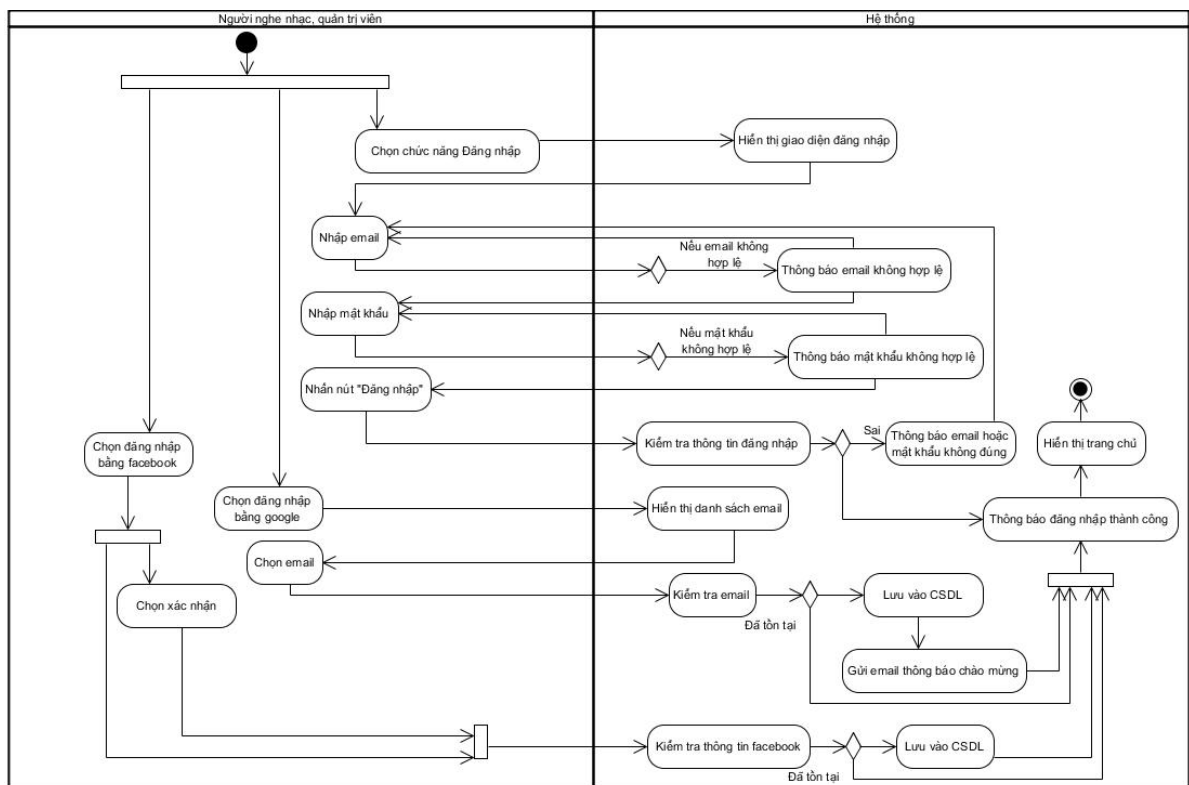 Người nghe nhạc, quản trị viên
Hệ thống
Chọn chức năng Đăng nhập
Hiển thị giao diện đăng nhập
Nhập email
Nếu email không
hợp lệ
Thông báo email không hợp lệ
Nhập mật khẩu
Nếu mật khẩu
không hợp lệ
Thông báo mật khẩu không hợp lệ
Nhấn nút "Đăng nhập"
Chọn đăng nhập
bằng facebook
Kiểm tra thông tin đăng nhập
Sai
Thông báo email hoặc
mật khẩu không đúng
Hiển thị trang chủ
Chọn đăng nhập
bằng google
Hiển thị danh sách email
Thông báo đăng nhập thành công
Chọn email
Chọn xác nhận
Kiểm tra email
Đã tồn tại
Lưu vào CSDL
Gửi email thông báo chào mừng
Kiểm tra thông tin facebook
Đã tồn tại
Lưu vào CSDL